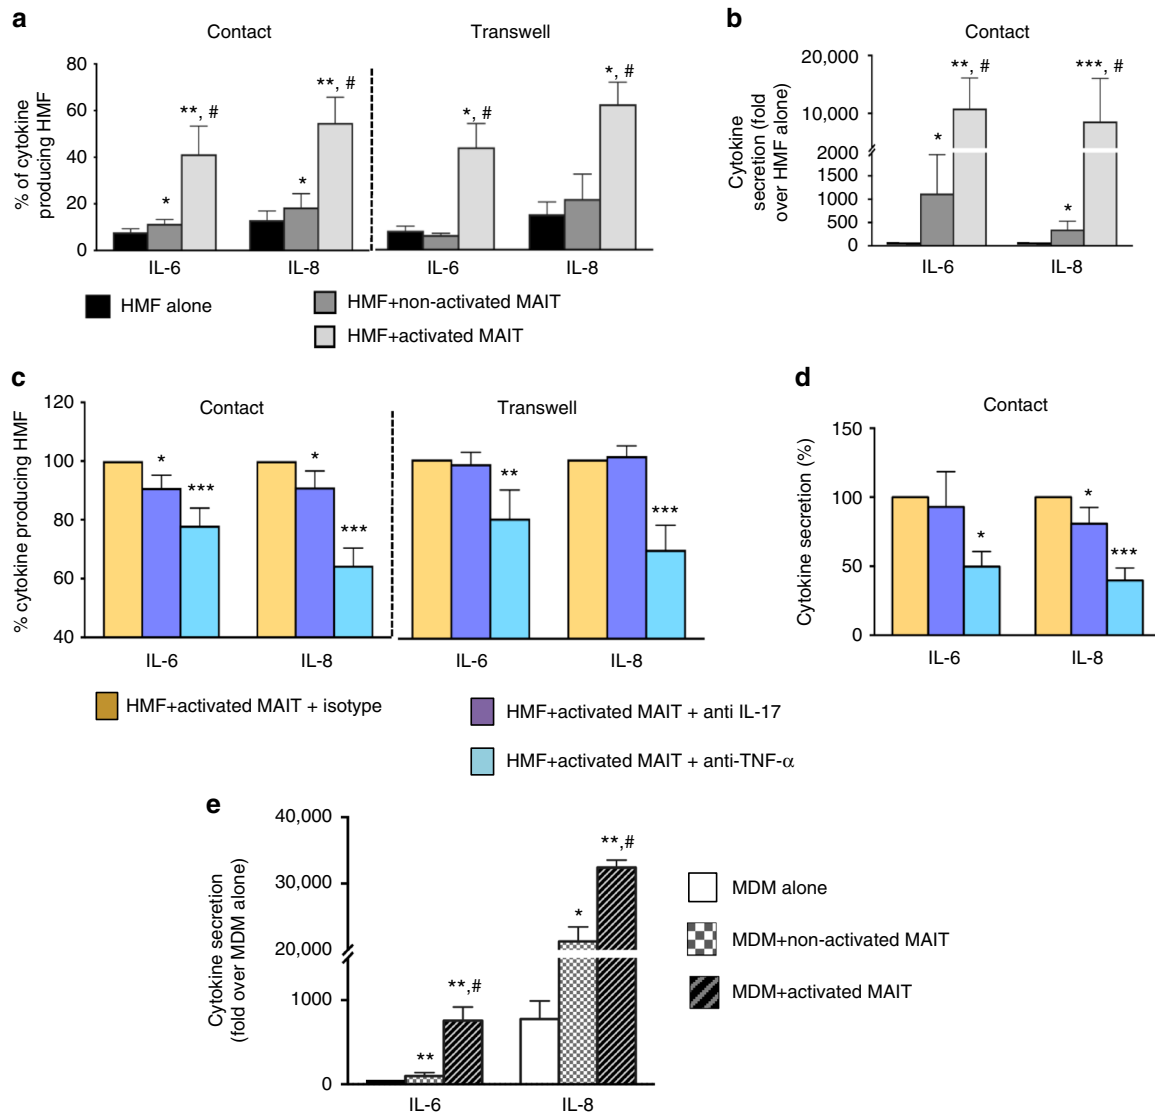 a
Contact
Transwell
% of cytokine
producing HMF
80
60
40
20
0
*
**, #
*
**, #
*, #
*, #
IL-6
IL-8
IL-6
IL-8
HMF alone
HMF+non-activated MAIT
HMF+activated MAIT
b
Contact
Cytokine
secretion (fold
over HMF alone)
20,000
10,000
2000
1500
1000
500
0
*
**, #
*
***, #
IL-6
IL-8
c
Contact
Transwell
% cytokine producing HMF
120
100
80
60
40
*
***
*
***
**
***
IL-6
IL-8
IL-6
IL-8
HMF+activated MAIT + isotype
HMF+activated MAIT + anti IL-17
HMF+activated MAIT + anti-TNF-α
d
Contact
Cytokine secretion (%)
150
100
50
0
*
*
***
IL-6
IL-8
e
Cytokine secretion
(fold over MDM alone)
40,000
30,000
20,000
1000
0
**
**,#
*
**,#
IL-6
IL-8
MDM alone
MDM+non-activated MAIT
MDM+activated MAIT